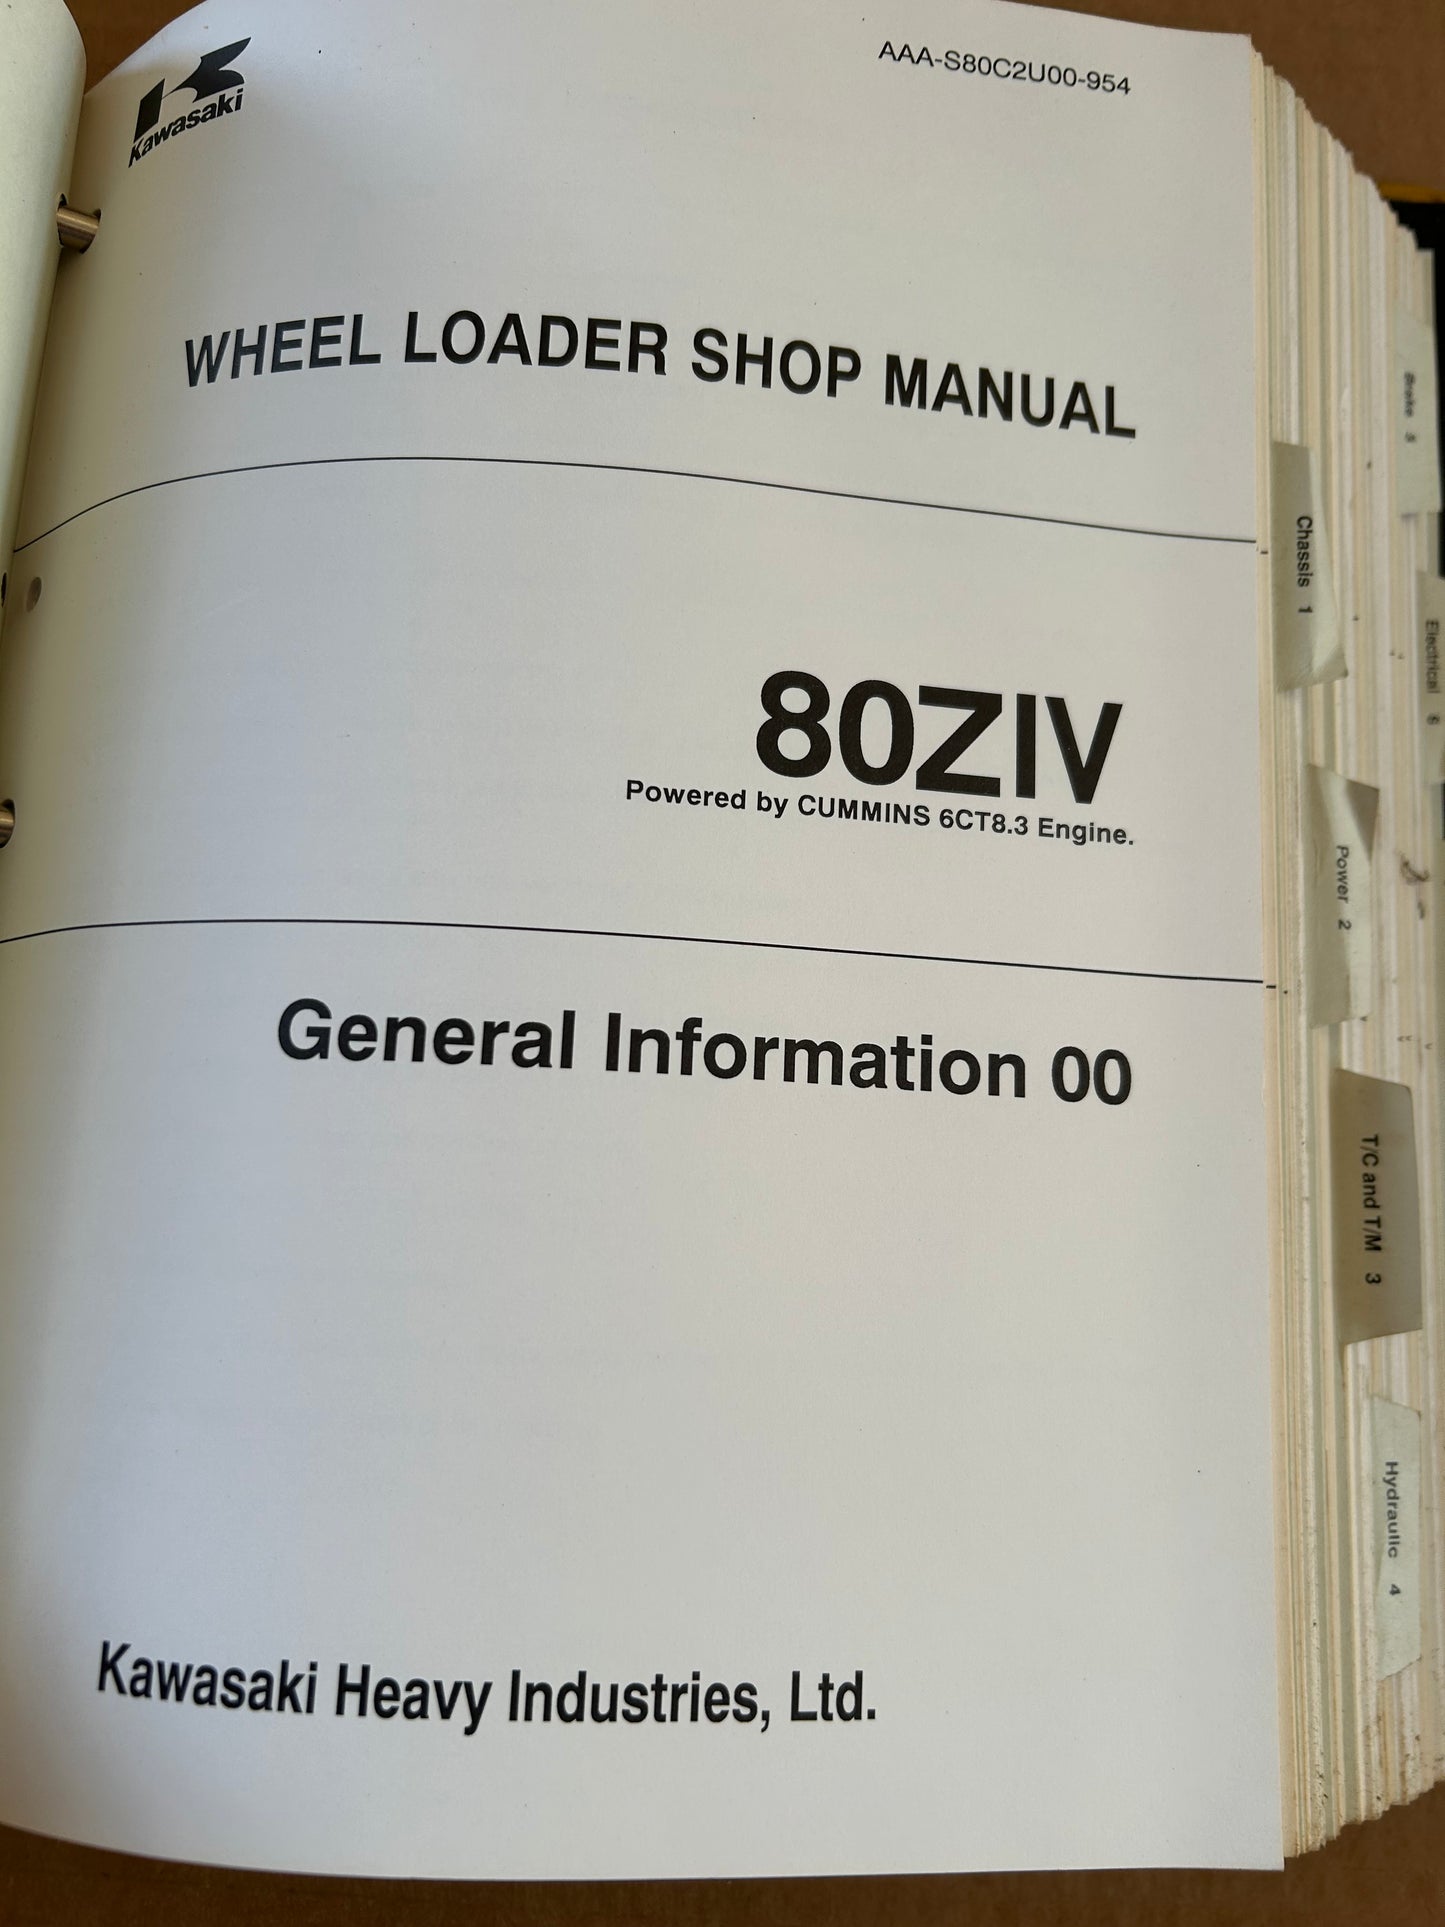 Kawasaki
AAA-S80C2U00-954
WHEEL LOADER SHOP MANUAL
80ZIV
Powered by CUMMINS 6CT8.3 Engine.
General Information 00
Kawasaki Heavy Industries, Ltd.
Chassis 1
Power 2
T/C and T/M 3
Hydraulic 4
Brake 5
Electrical 6